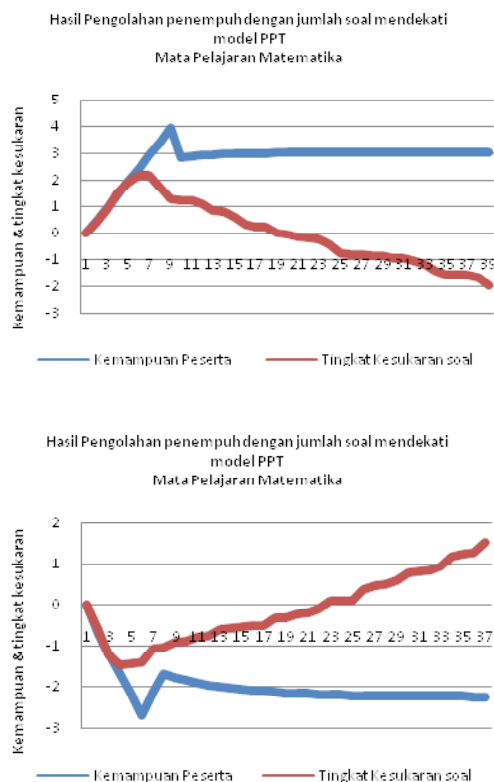 Hasil Pengolahan penempuh dengan jumlah soal mendekati
model PPT
Mata Pelajaran Matematika
Kemampuan & tingkat kesukaran
5
4
3
2
1
0
-1
-2
-3
1 3 5 7 9 11 13 15 17 19 21 23 25 27 29 31 33 35 37 39
Kemampuan Peserta Tingkat Kesukaran soal
Hasil Pengolahan penempuh dengan jumlah soal mendekati
model PPT
Mata Pelajaran Matematika
Kemampuan & tingkat kesukaran
2
1
0
-1
-2
-3
1 3 5 7 9 11 13 15 17 19 21 23 25 27 29 31 33 35 37
Kemampuan Peserta Tingkat Kesukaran soal